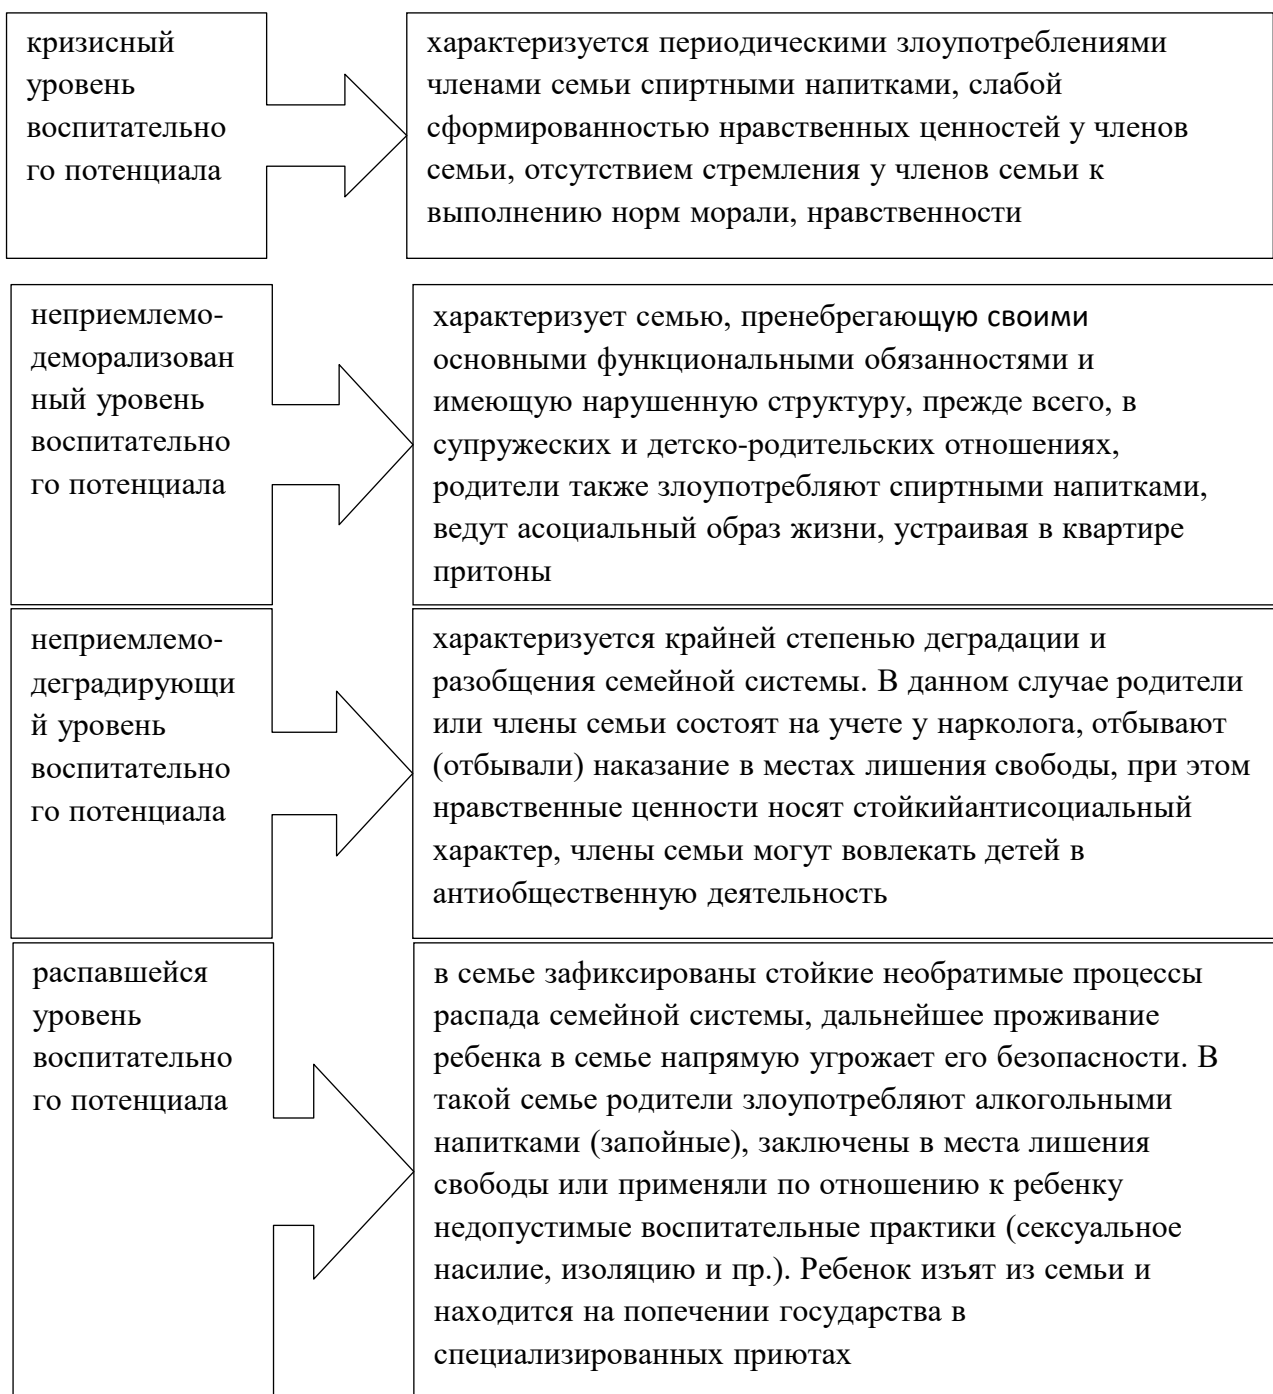 кризисный
уровень
воспитательно
го потенциала
характеризуется периодическими злоупотреблениями
членами семьи спиртными напитками, слабой
сформированностью нравственных ценностей у членов
семьи, отсутствием стремления у членов семьи к
выполнению норм морали, нравственности
неприемлемо-
деморализован
ный уровень
воспитательно
го потенциала
характеризует семью, пренебрегающую своими
основными функциональными обязанностями и
имеющую нарушенную структуру, прежде всего, в
супружеских и детско-родительских отношениях,
родители также злоупотребляют спиртными напитками,
ведут асоциальный образ жизни, устраивая в квартире
притоны
неприемлемо-
деградирующи
й уровень
воспитательно
го потенциала
характеризуется крайней степенью деградации и
разобщения семейной системы. В данном случае родители
или члены семьи состоят на учете у нарколога, отбывают
(отбывали) наказание в местах лишения свободы, при этом
нравственные ценности носят стойкийантисоциальный
характер, члены семьи могут вовлекать детей в
антиобщественную деятельность
распавшейся
уровень
воспитательно
го потенциала
в семье зафиксированы стойкие необратимые процессы
распада семейной системы, дальнейшее проживание
ребенка в семье напрямую угрожает его безопасности. В
такой семье родители злоупотребляют алкогольными
напитками (запойные), заключены в места лишения
свободы или применяли по отношению к ребенку
недопустимые воспитательные практики (сексуальное
насилие, изоляцию и пр.). Ребенок изъят из семьи и
находится на попечении государства в
специализированных приютах